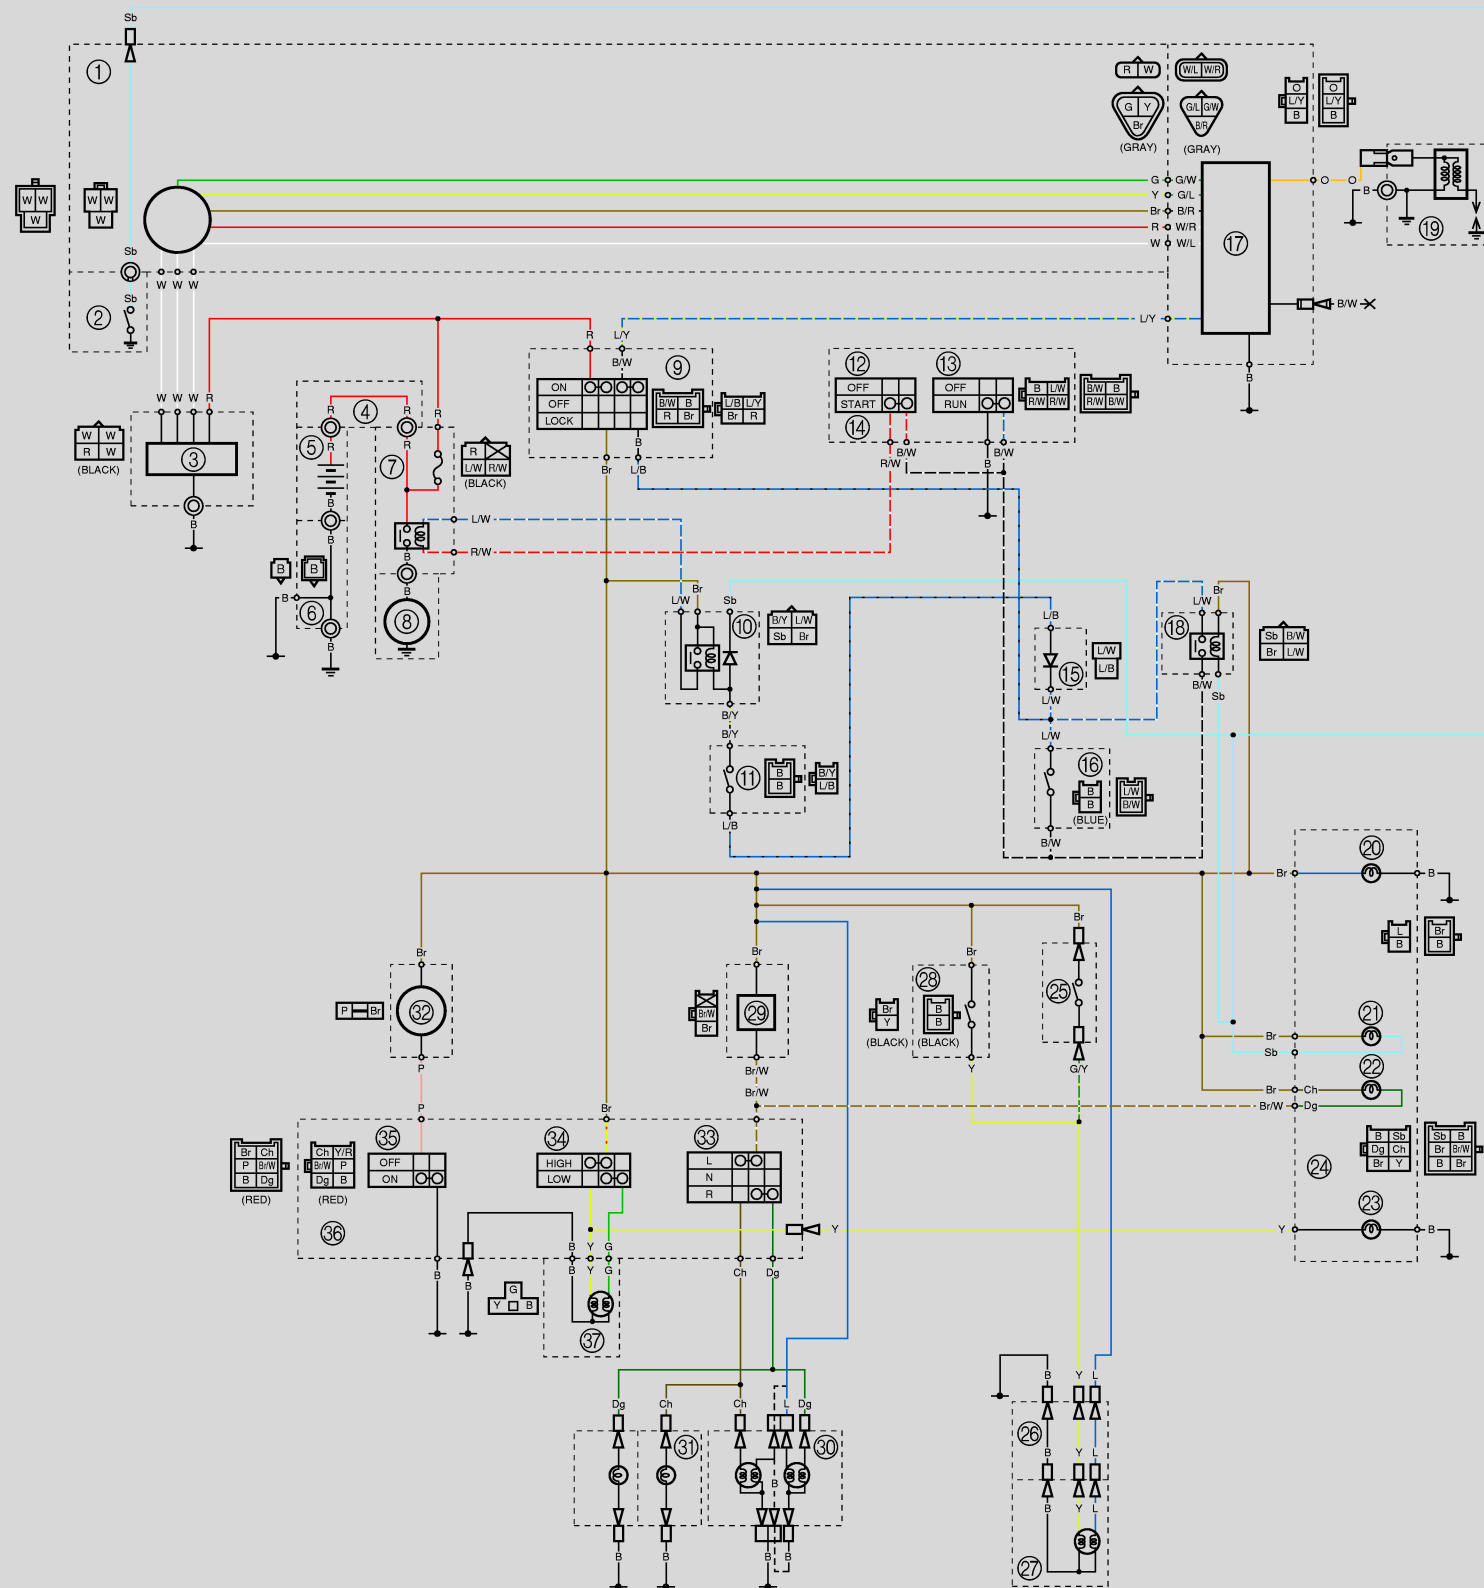 Sb
①
R W
W/L W/R
G Y
Br
(GRAY)
G/L G/W
B/R
(GRAY)
O
L/Y
B
O
L/Y
B
W W
W
W W
W
G G/W
Y G/L
Br B/R
R W/R
W W/L
⑰
O O
B
⑲
Sb
Sb
②
W W W
B/W
L/Y
B
R
L/Y
B/W
⑨
ON
OFF
LOCK
B/W B
R Br
L/B L/Y
Br R
B
Br
L/B
⑫
OFF
START
⑭
⑬
OFF
RUN
B L/W
R/W R/W
B/W B
R/W B/W
R/W
B/W
B
B/W
W W W R
W W
R W
(BLACK)
③
B
④
R R R
⑤
R
R
⑦
R
L/W R/W
(BLACK)
B
B
L/W
R/W
B
B
B
B
B
⑥
B
⑧
B
L/W
Br
Sb
⑩
B/Y L/W
Sb Br
B/Y
B/Y
⑪
B
B
B/Y
L/B
L/B
L/B
⑮
L/W
L/B
L/W
L/W
⑯
B
B
(BLUE)
L/W
B/W
B/W
L/W
Br
⑱
B/W
Sb
Sb B/W
Br L/W
Br
⑳
B
L
B
Br
B
Br
㉑
Sb
㉒
Br Ch
Br/W Dg
B Sb
Dg Ch
Br Y
Sb B
Br Br/W
B Br
㉔
㉓
Y
B
Br
㉜
P Br
P
P
Br
Br
㉙
Br/W
Br
Br/W
Br/W
Br
㉘
Br
Y
(BLACK)
B
B
(BLACK)
Y
Br
㉕
G/Y
Br Ch
P Br/W
B Dg
(RED)
Ch Y/R
Br/W P
Dg B
(RED)
㉟
OFF
ON
㊱
㉞
HIGH
LOW
㉝
L
N
R
Y
B
B
B Y G
B Y G
G
Y B
㊲
Ch
Dg
Dg
Ch
Ch
L
Dg
㉛
㉚
B
B
B
B
B
B Y L
㉖
B Y L
B Y L
㉗